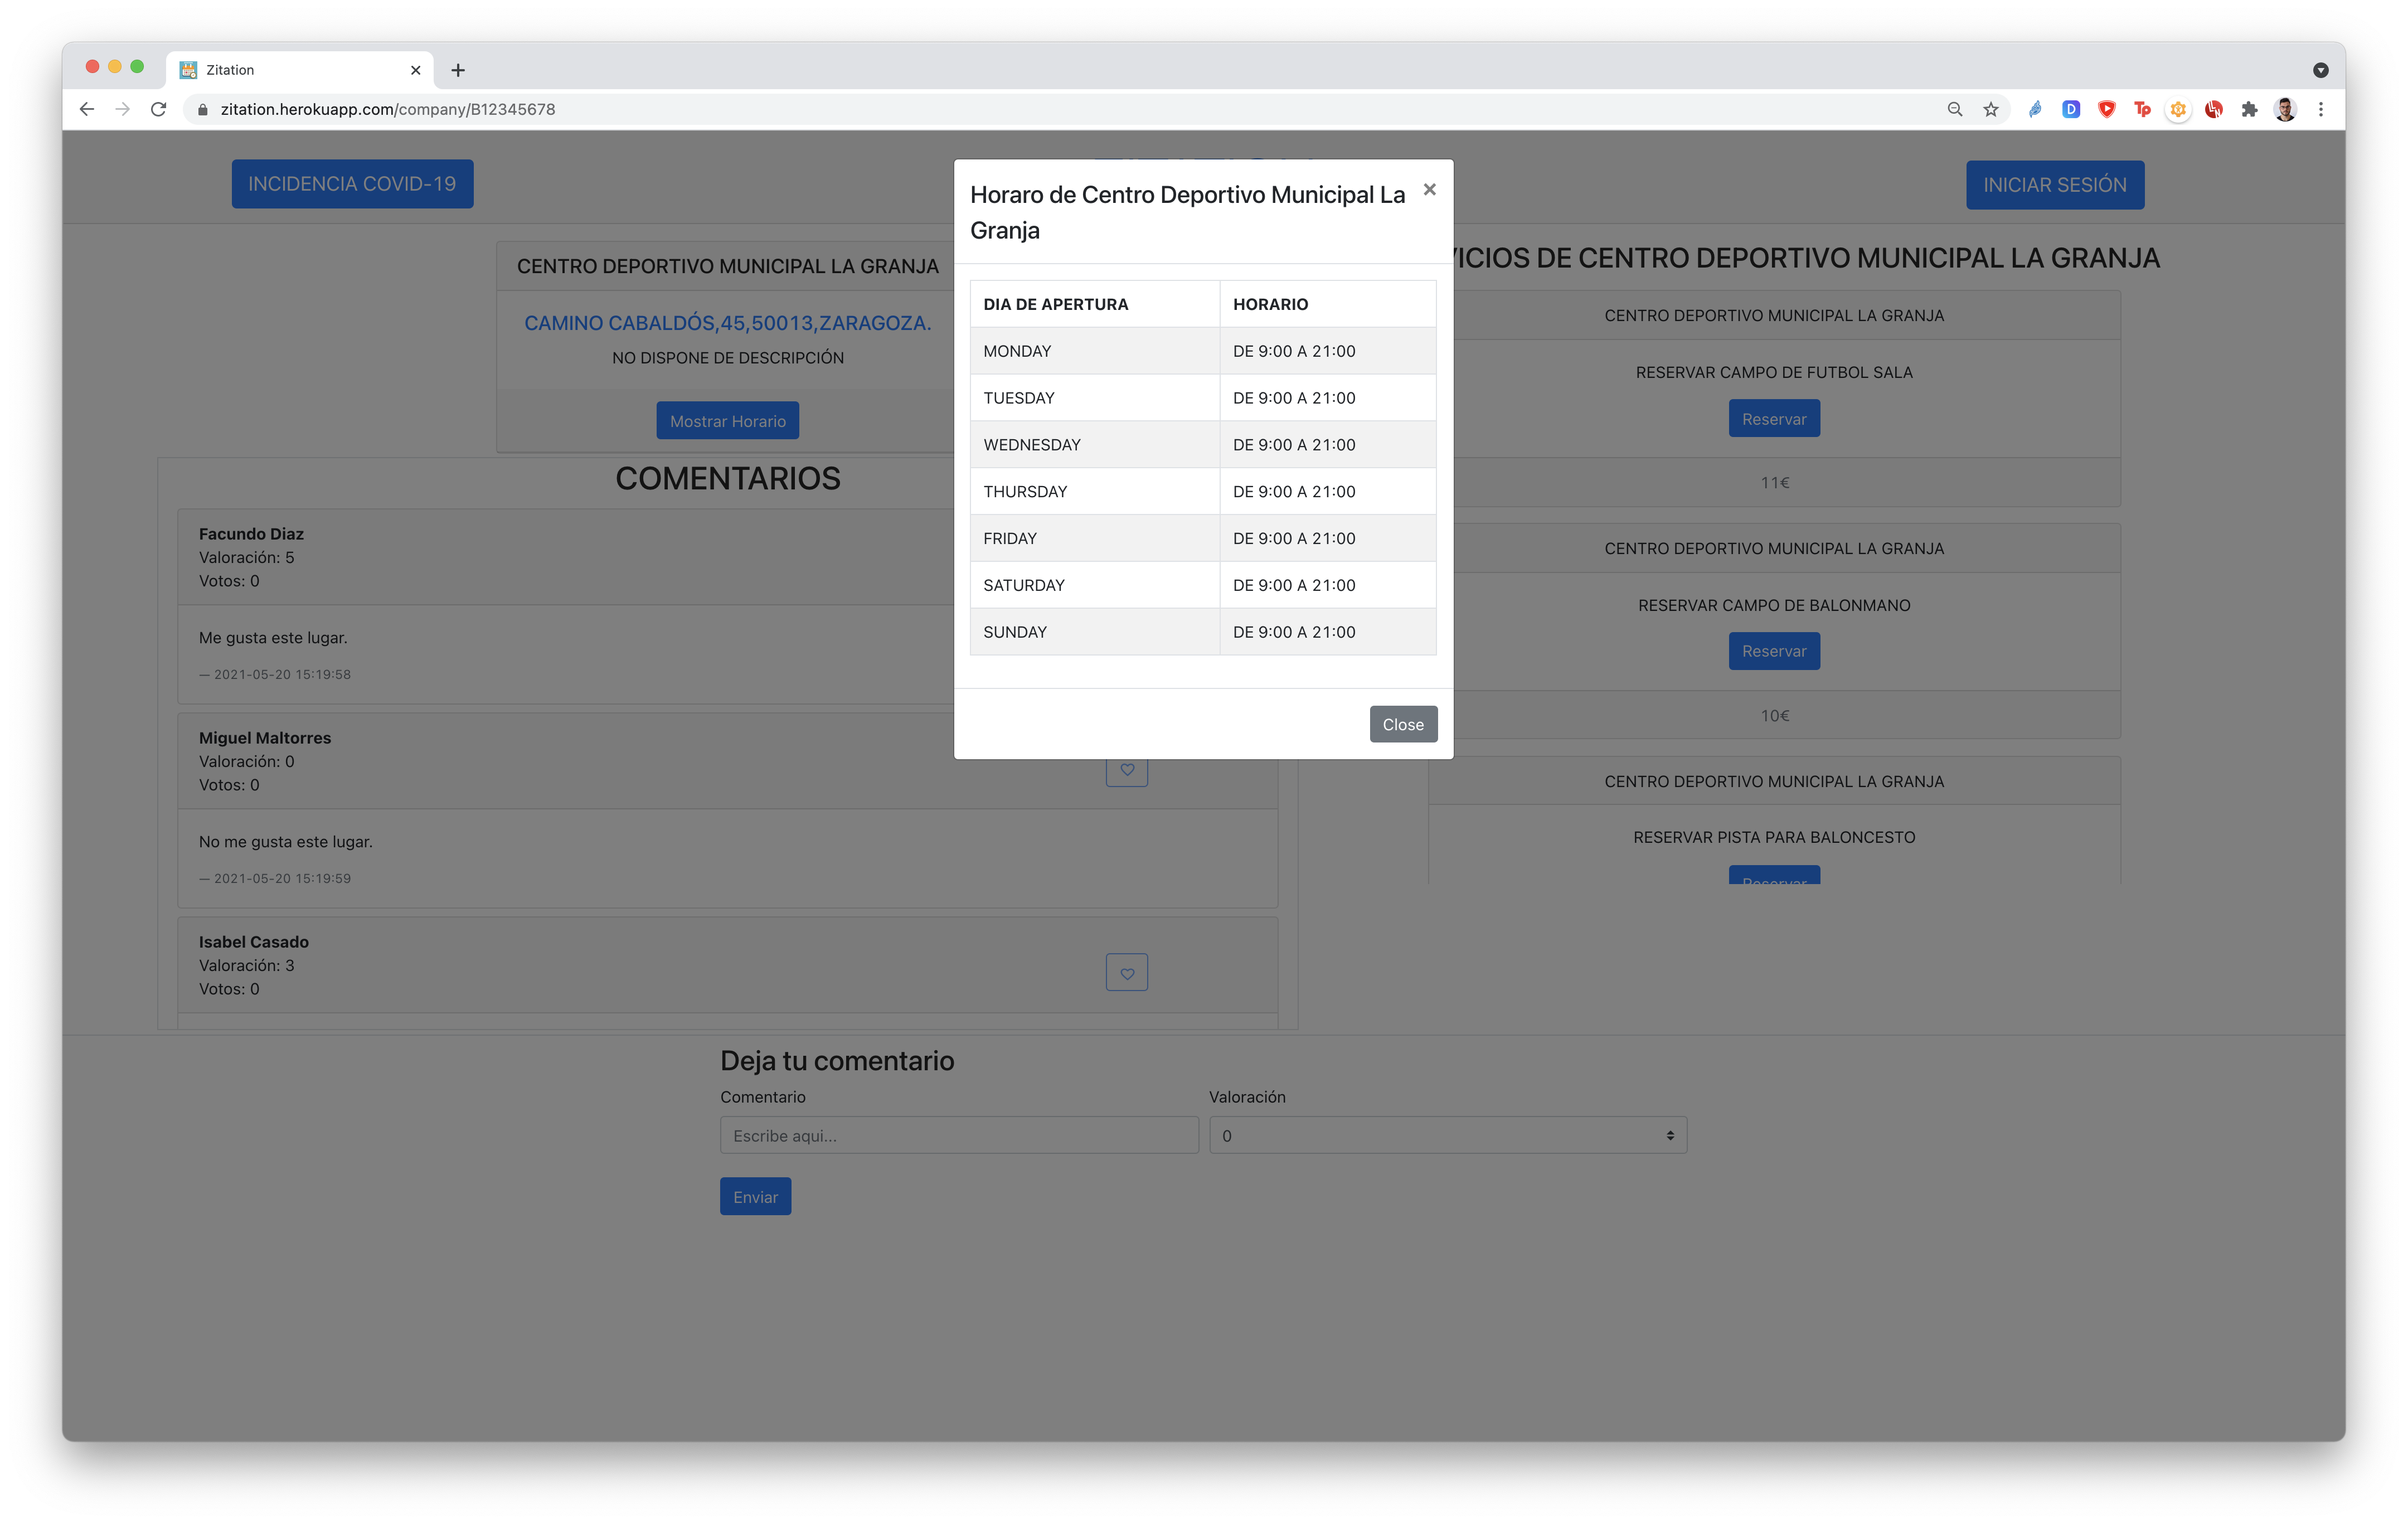 Zitation
zitation.herokuapp.com/company/B12345678
INCIDENCIA COVID-19
INICIAR SESIÓN
Horaro de Centro Deportivo Municipal La
Granja
×
DIA DE APERTURA HORARIO
MONDAY DE 9:00 A 21:00
TUESDAY DE 9:00 A 21:00
WEDNESDAY DE 9:00 A 21:00
THURSDAY DE 9:00 A 21:00
FRIDAY DE 9:00 A 21:00
SATURDAY DE 9:00 A 21:00
SUNDAY DE 9:00 A 21:00
Close
CENTRO DEPORTIVO MUNICIPAL LA GRANJA
CAMINO CABALDÓS,45,50013,ZARAGOZA.
NO DISPONE DE DESCRIPCIÓN
Mostrar Horario
COMENTARIOS
Facundo Diaz
Valoración: 5
Votos: 0
Me gusta este lugar.
— 2021-05-20 15:19:58
Miguel Maltorres
Valoración: 0
Votos: 0
No me gusta este lugar.
— 2021-05-20 15:19:59
Isabel Casado
Valoración: 3
Votos: 0
VICIOS DE CENTRO DEPORTIVO MUNICIPAL LA GRANJA
CENTRO DEPORTIVO MUNICIPAL LA GRANJA
RESERVAR CAMPO DE FUTBOL SALA
Reservar
11€
CENTRO DEPORTIVO MUNICIPAL LA GRANJA
RESERVAR CAMPO DE BALONMANO
Reservar
10€
CENTRO DEPORTIVO MUNICIPAL LA GRANJA
RESERVAR PISTA PARA BALONCESTO
Reservar
Deja tu comentario
Comentario
Valoración
Escribe aqui...
0
Enviar